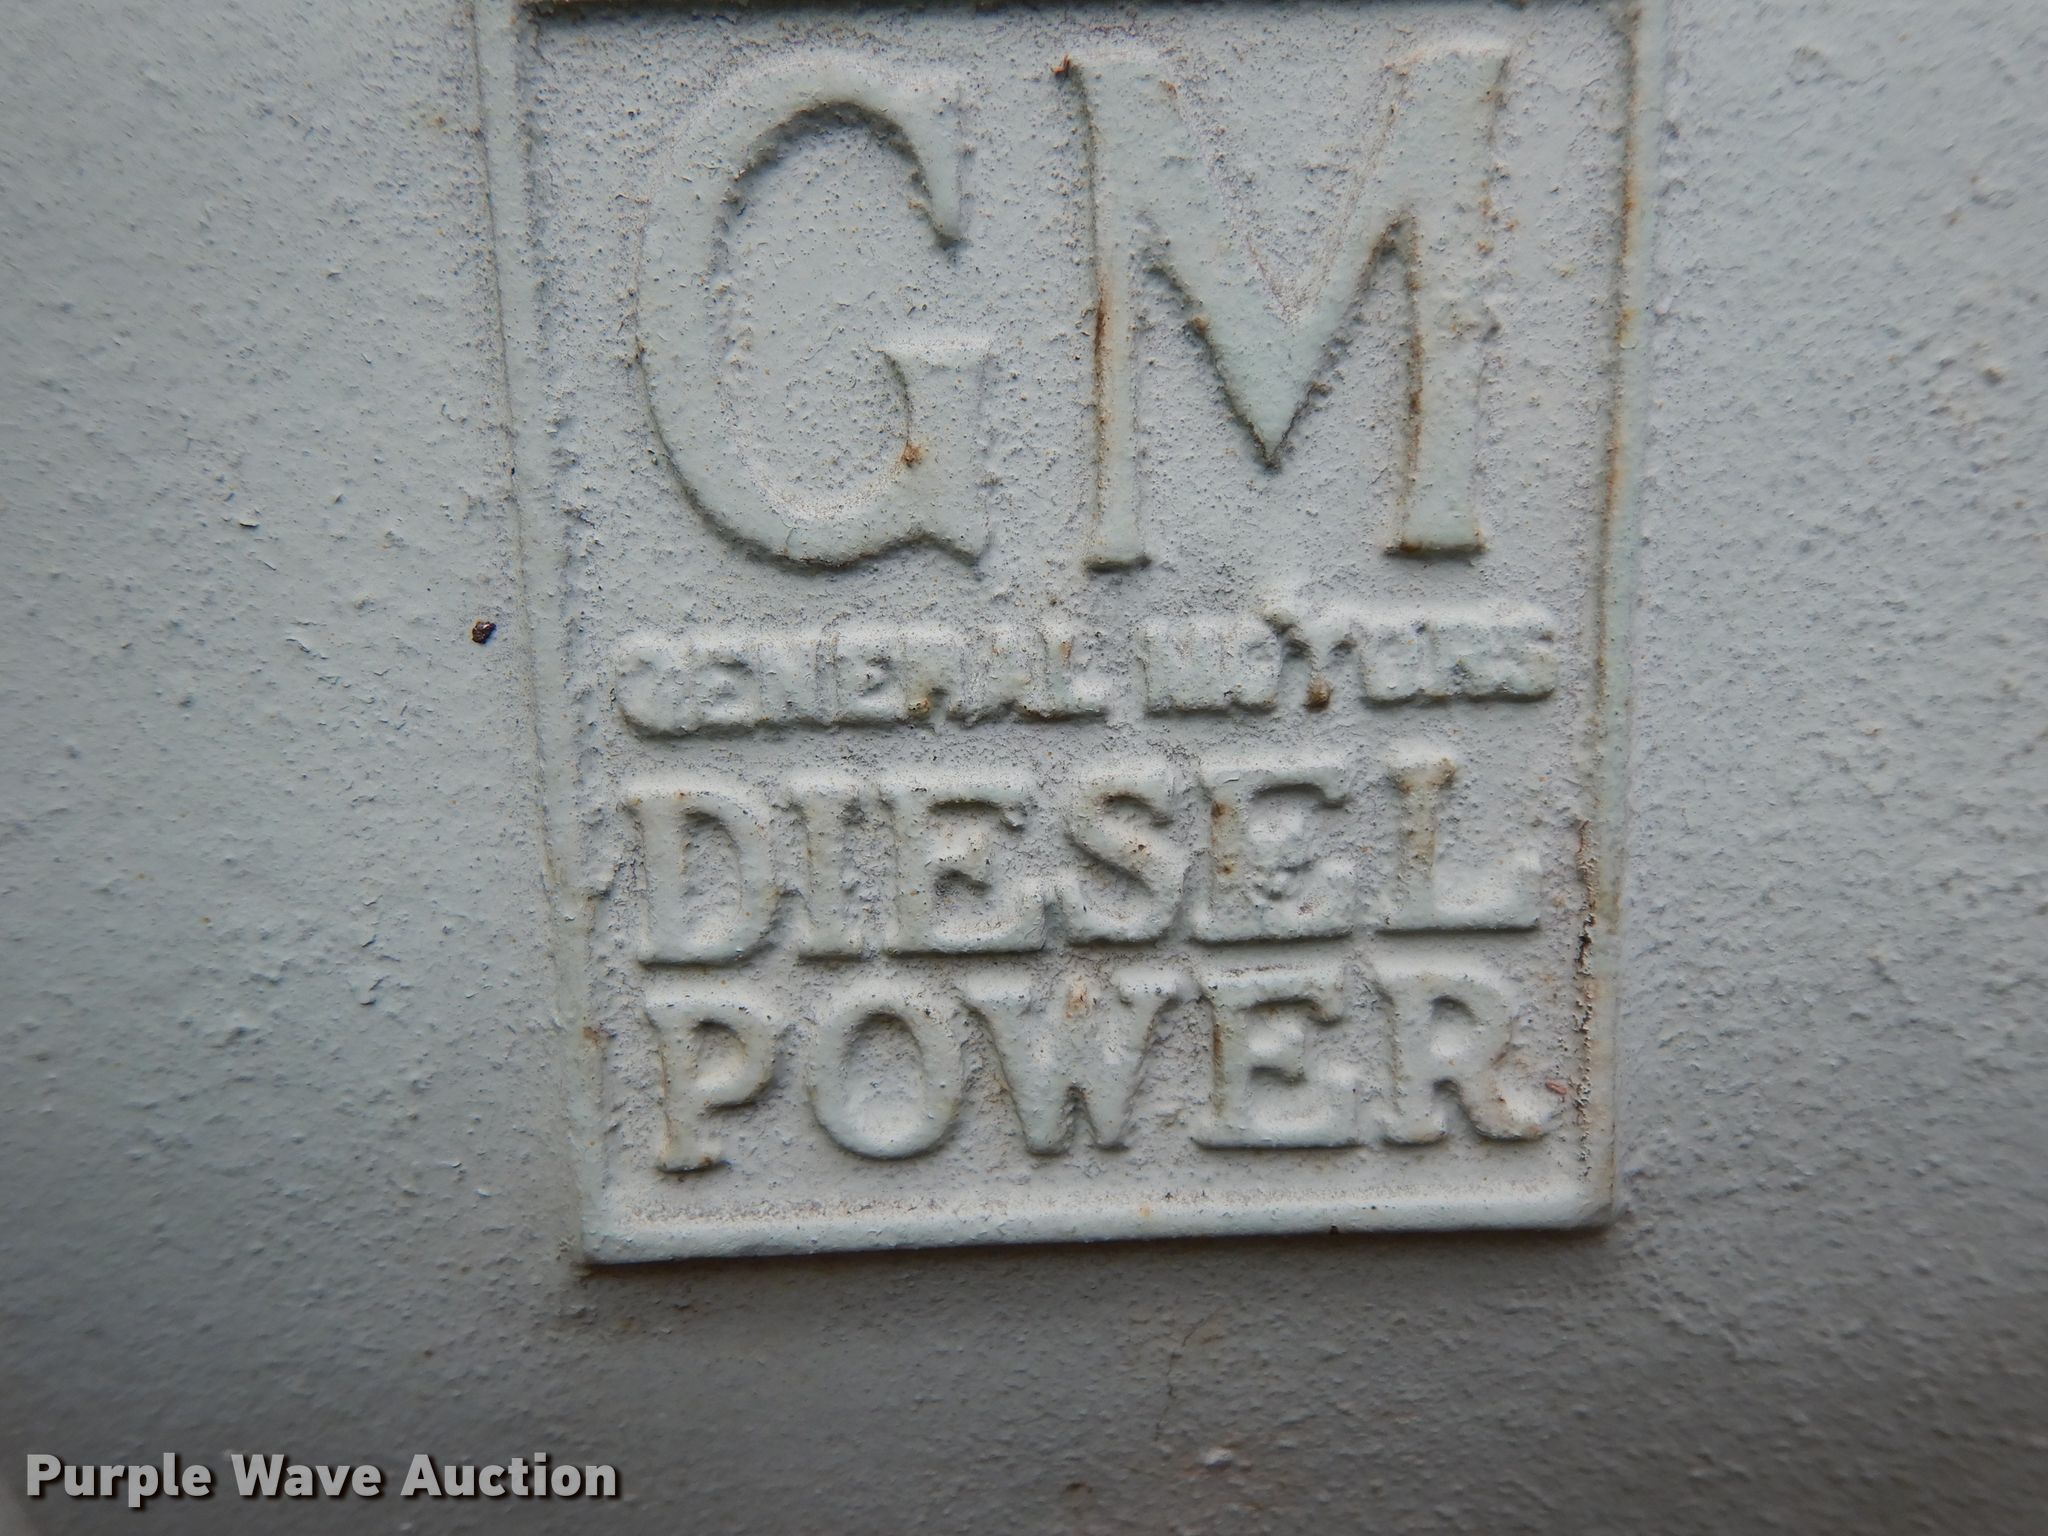 GM
GENERAL MOTORS
DIESEL
POWER
Purple Wave Auction